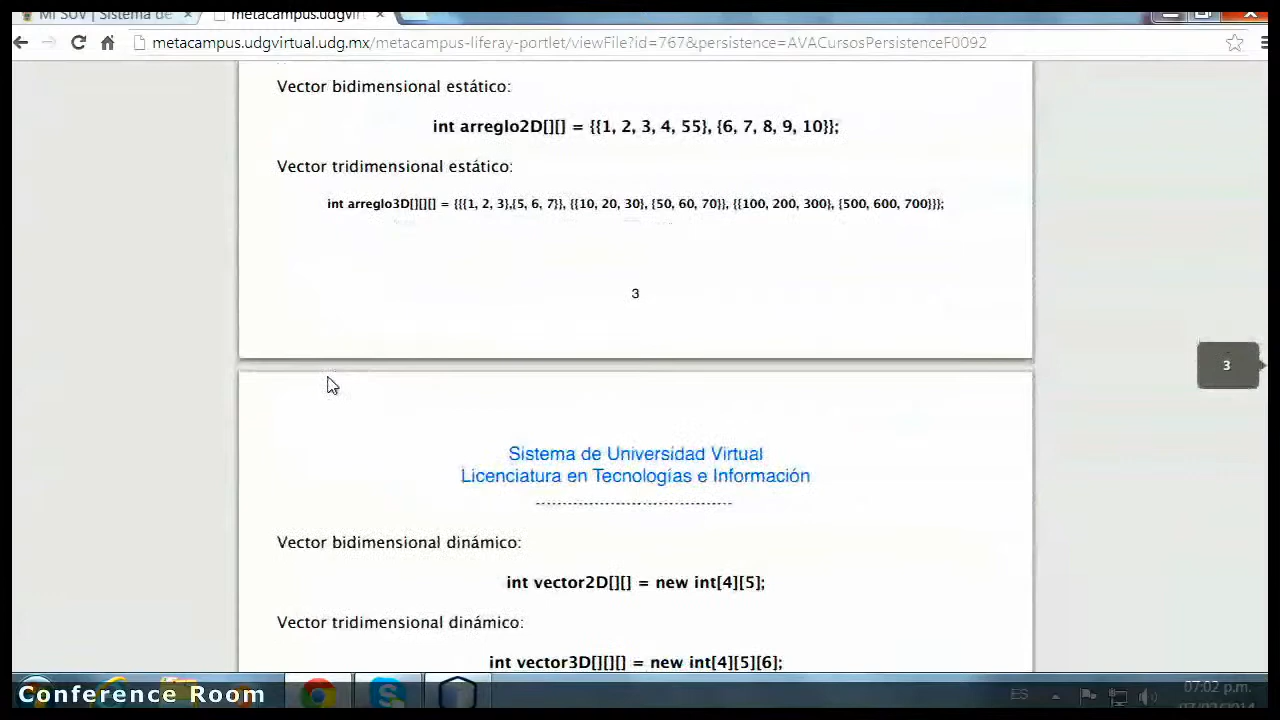 MI SUV | Sistema de
metacampus.udgvirt
metacampus.udgvirtual.udg.mx/metacampus-liferay-portlet/viewFile?id=767&persistence=AVACursosPersistenceF0092
Vector bidimensional estático:
int arreglo2D[][] = {{1, 2, 3, 4, 55}, {6, 7, 8, 9, 10}};
Vector tridimensional estático:
int arreglo3D[][][] = {{{1, 2, 3},{5, 6, 7}}, {{10, 20, 30}, {50, 60, 70}}, {{100, 200, 300}, {500, 600, 700}}};
3
3
Sistema de Universidad Virtual
Licenciatura en Tecnologías e Información
----------------------------------
Vector bidimensional dinámico:
int vector2D[][] = new int[4][5];
Vector tridimensional dinámico:
int vector3D[][][] = new int[4][5][6];
Conference Room
ES
07:02 p.m.